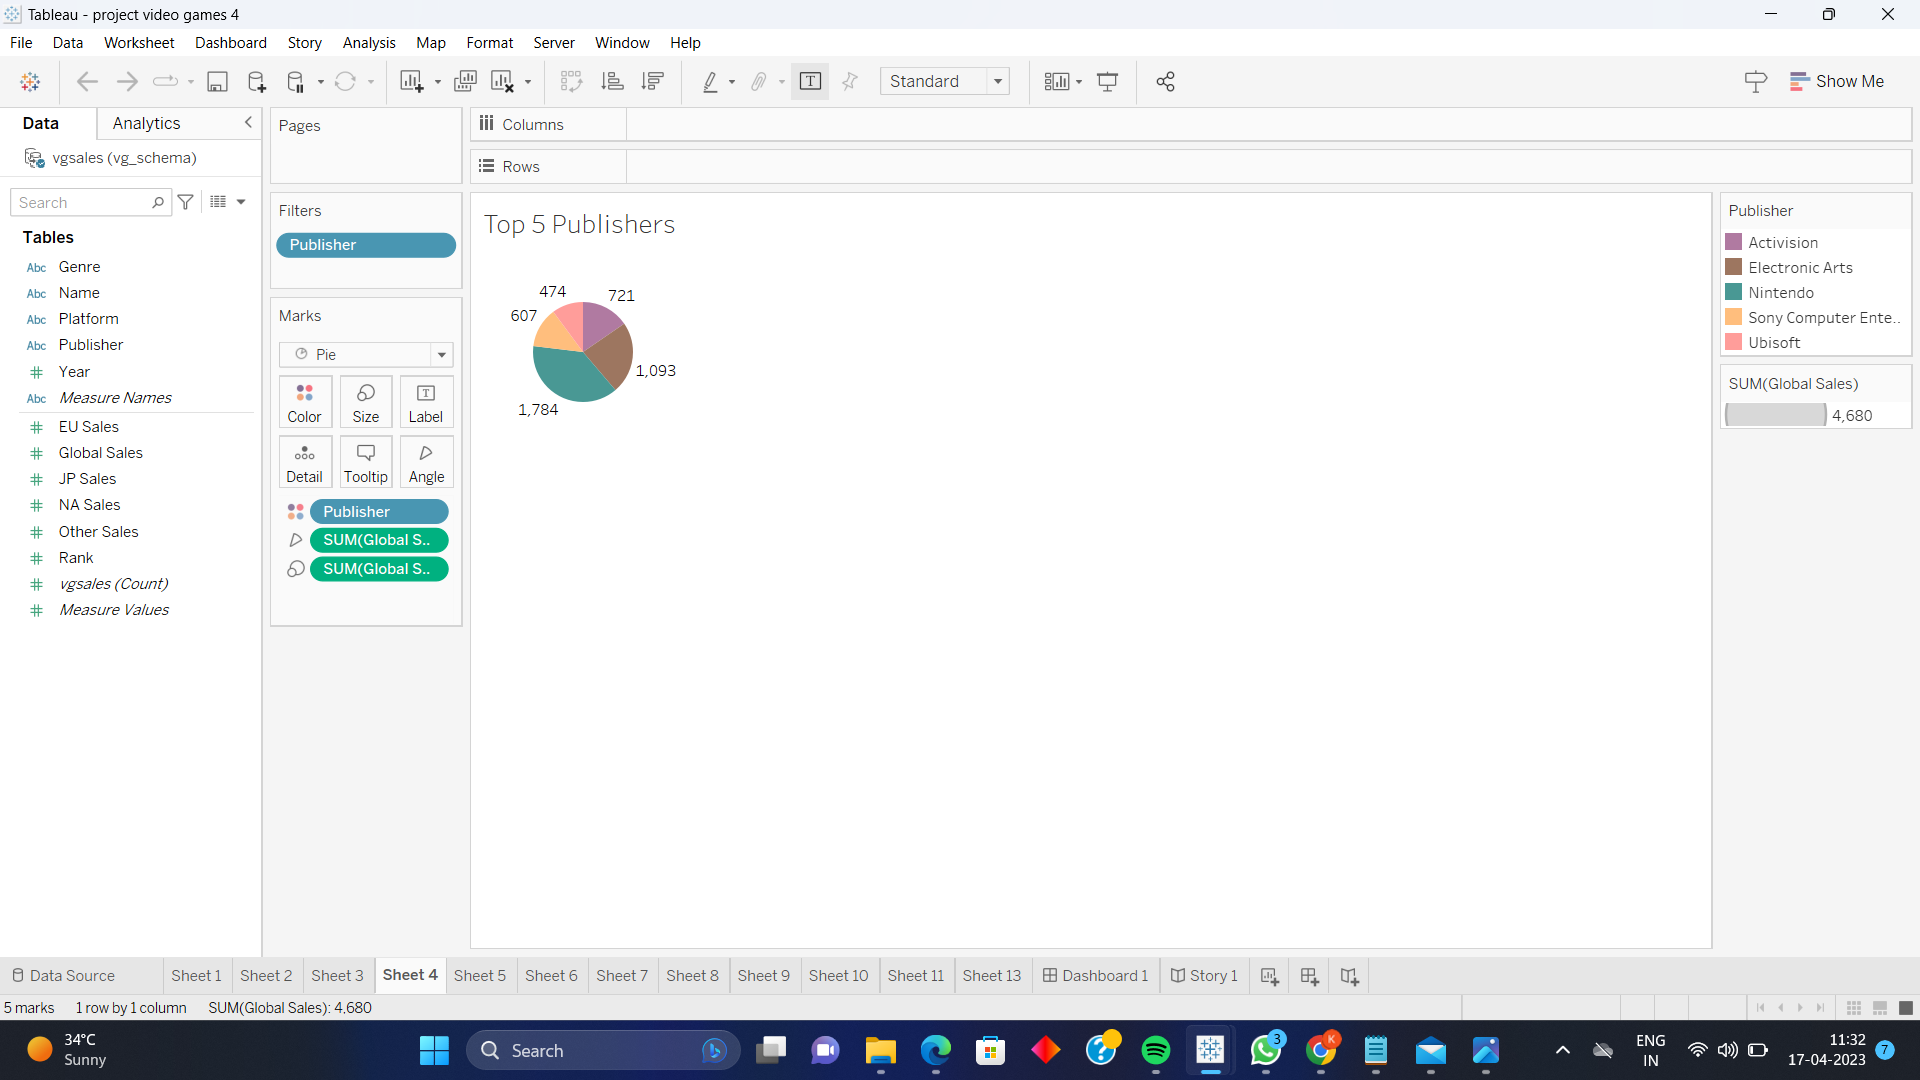 Tableau - project video games 4
File Data Worksheet Dashboard Story Analysis Map Format Server Window Help
Standard
Show Me
Data
Analytics
vgsales (vg_schema)
Search
Tables
Abc Genre
Abc Name
Abc Platform
Abc Publisher
# Year
Abc Measure Names
# EU Sales
# Global Sales
# JP Sales
# NA Sales
# Other Sales
# Rank
# vgsales (Count)
# Measure Values
Pages
Filters
Publisher
Marks
Pie
Color Size Label
Detail Tooltip Angle
Publisher
SUM(Global S..
SUM(Global S..
Columns
Rows
Top 5 Publishers
474
721
607
1,093
1,784
Publisher
Activision
Electronic Arts
Nintendo
Sony Computer Ente..
Ubisoft
SUM(Global Sales)
4,680
Data Source Sheet 1 Sheet 2 Sheet 3 Sheet 4 Sheet 5 Sheet 6 Sheet 7 Sheet 8 Sheet 9 Sheet 10 Sheet 11 Sheet 13 Dashboard 1 Story 1
5 marks 1 row by 1 column SUM(Global Sales): 4,680
34°C
Sunny
Search
3
K
ENG
IN
11:32
17-04-2023
7